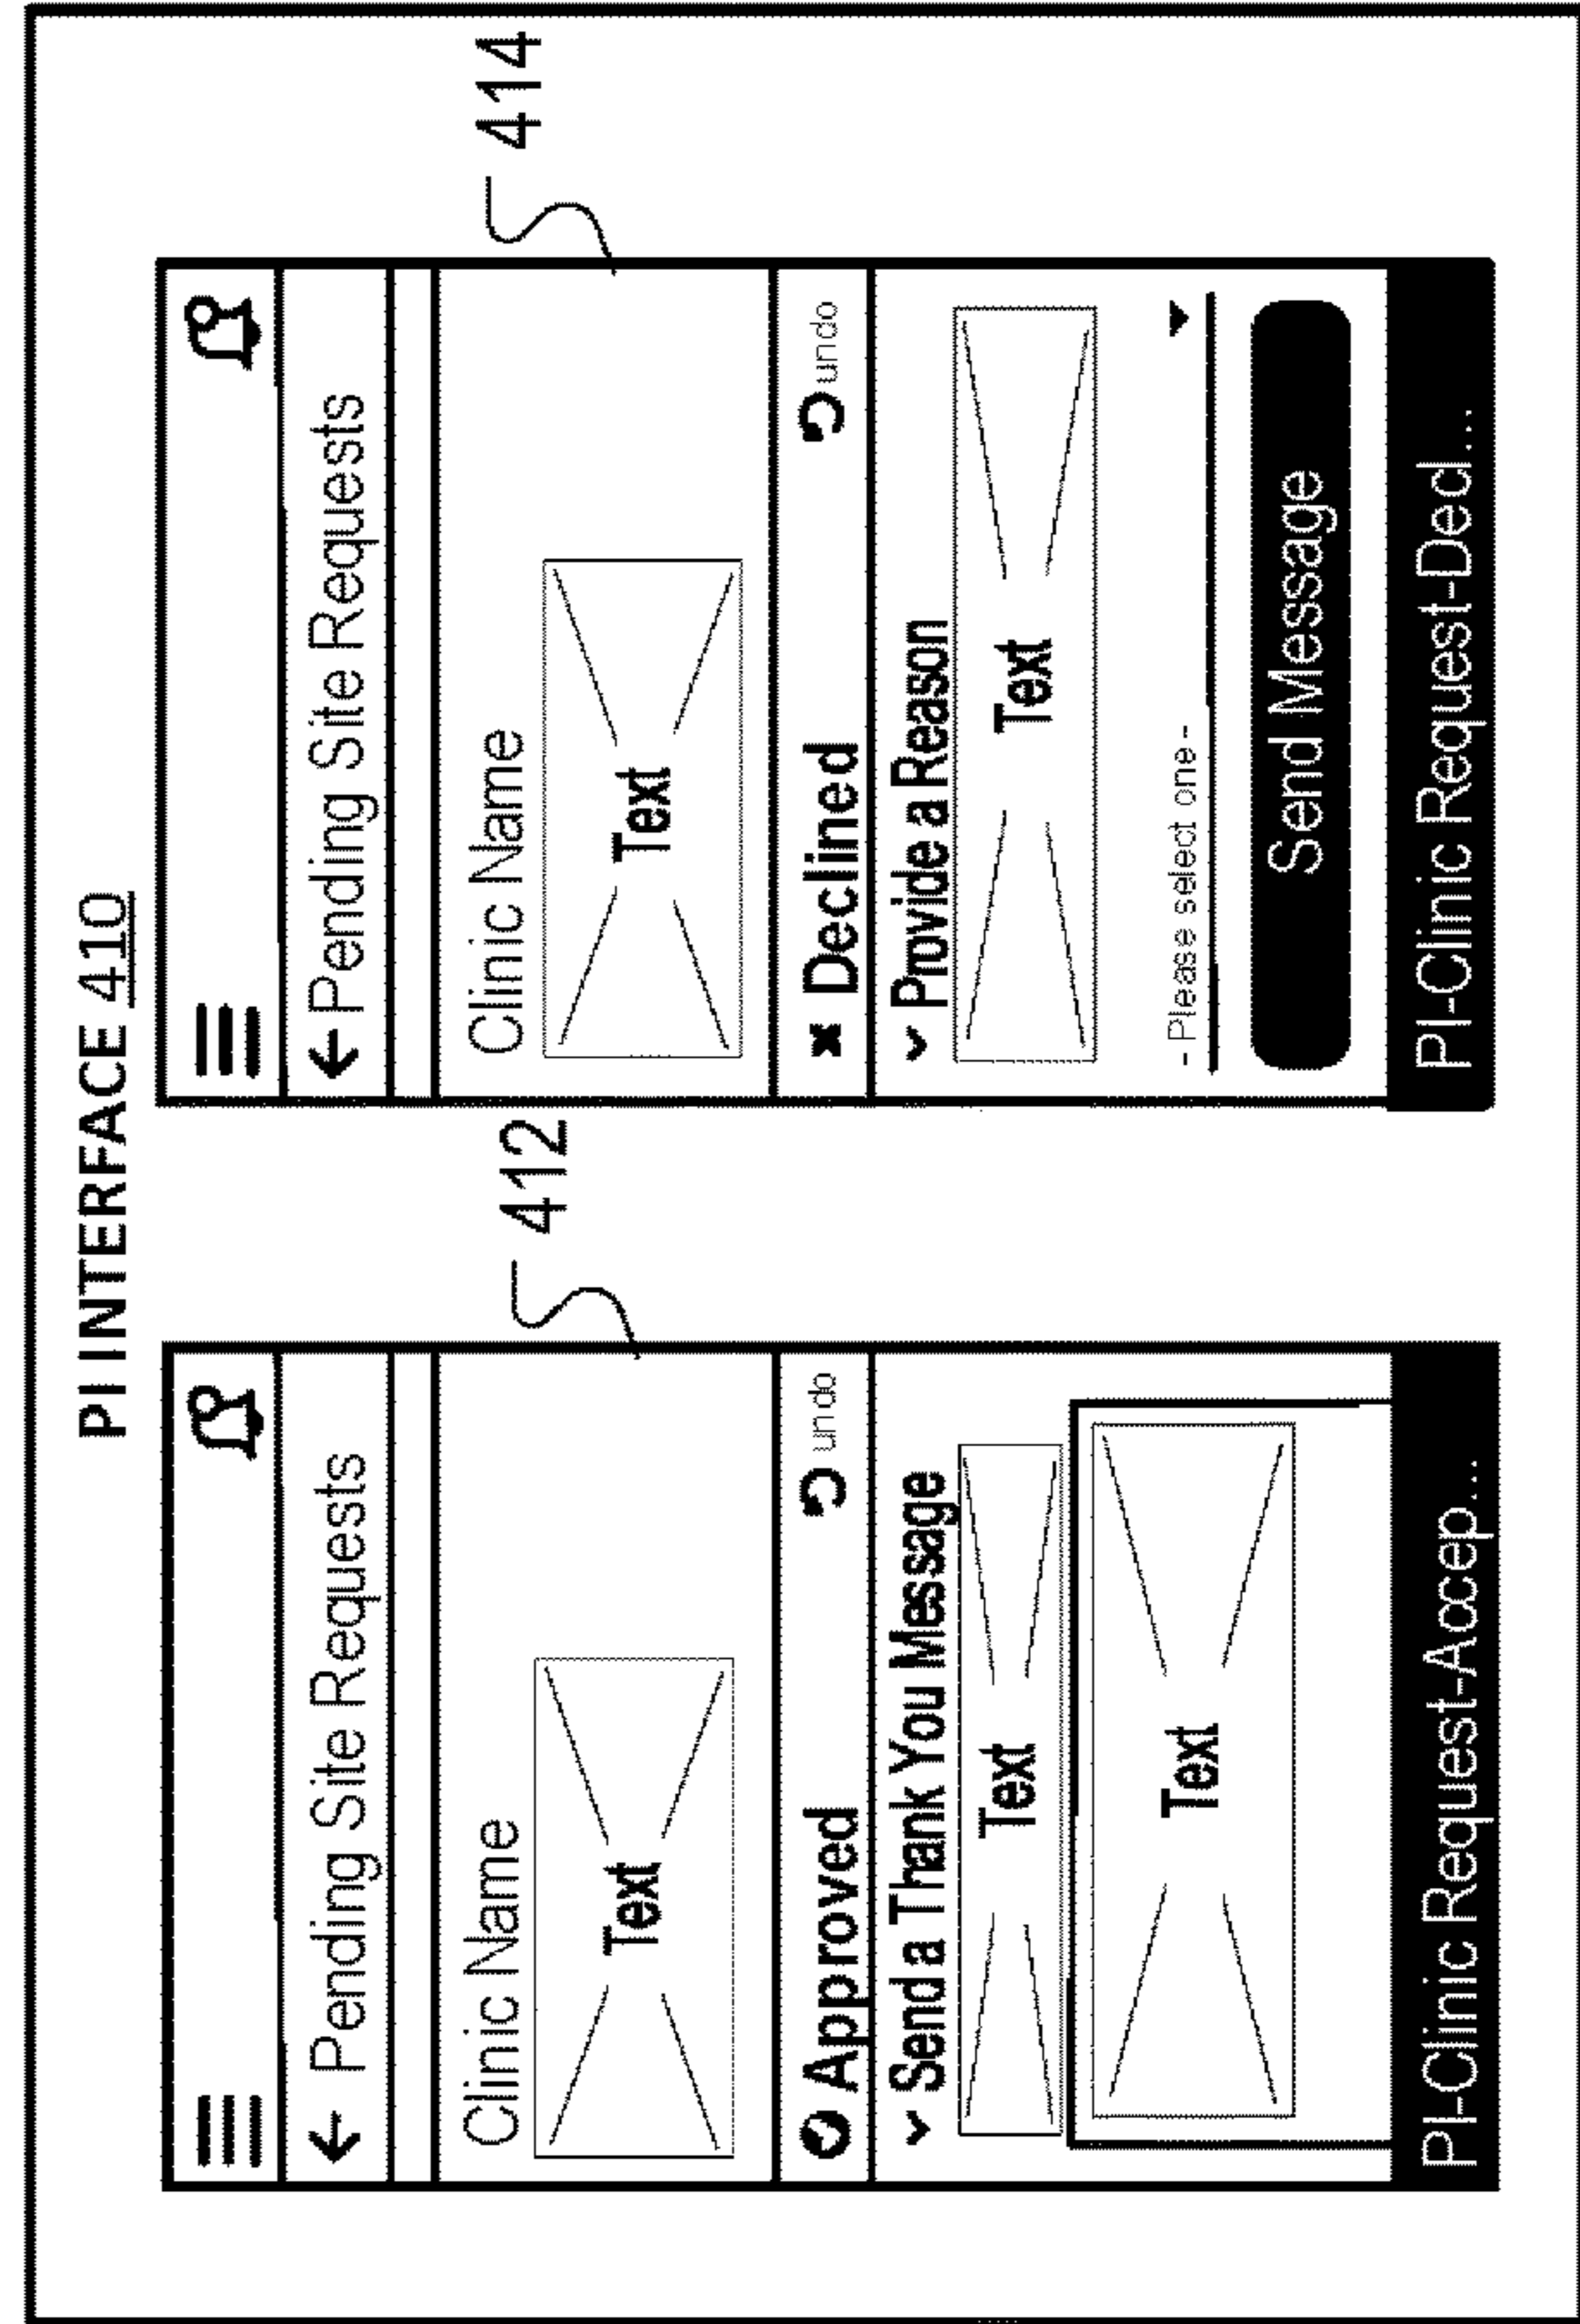 PI INTERFACE 410
412
Pending Site Requests
Clinic Name
Text
Approved
undo
Send a Thank You Message
Text
Text
PI-Clinic Request-Accep...
414
Pending Site Requests
Clinic Name
Text
Declined
undo
Provide a Reason
Text
- Please select one -
Send Message
PI-Clinic Request-Decl...